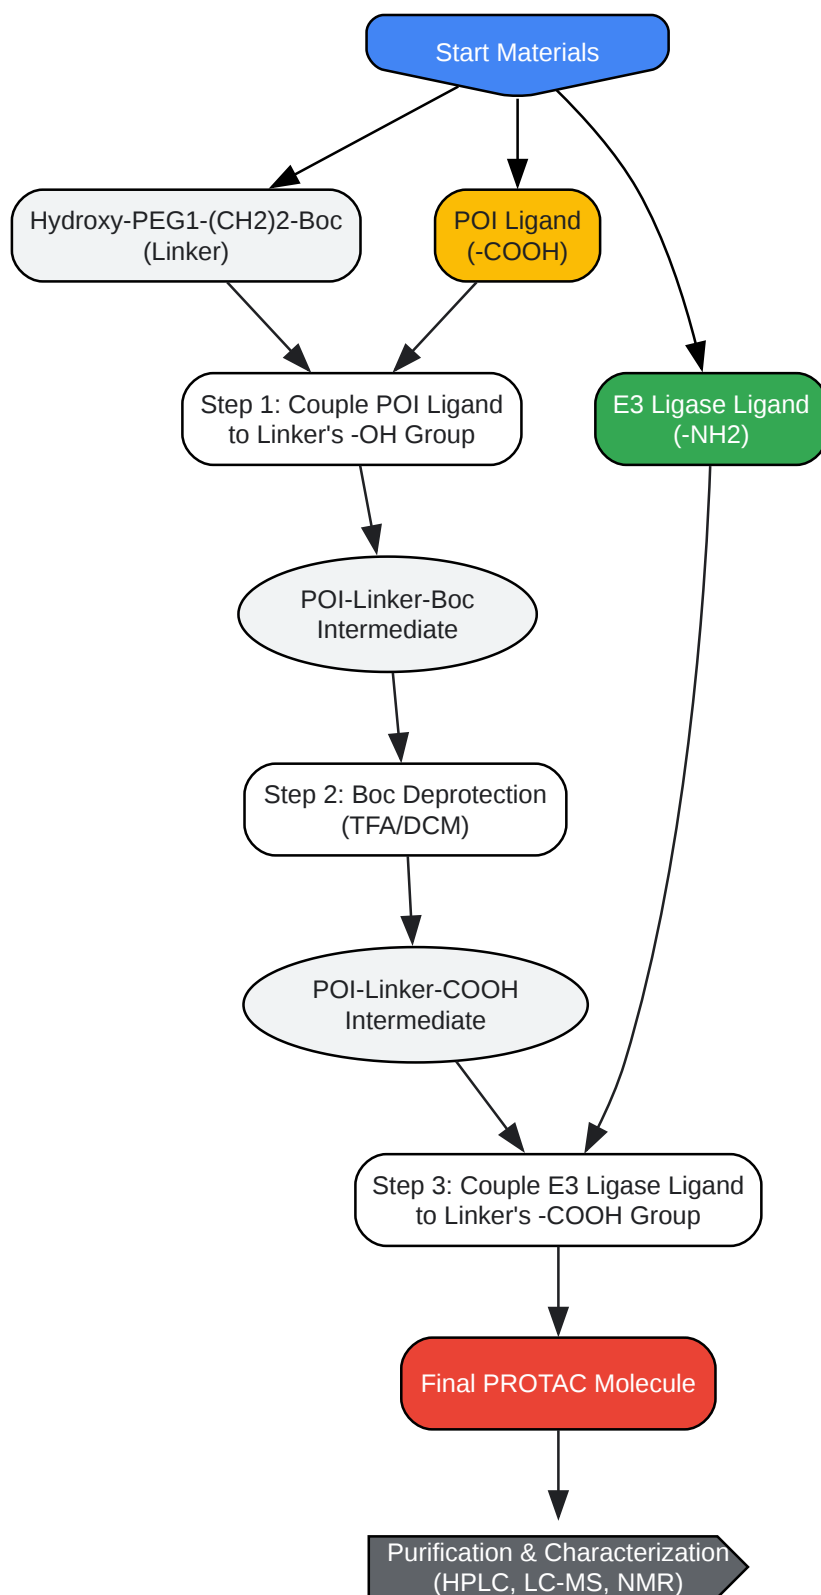 Start Materials
Hydroxy-PEG1-(CH2)2-Boc
(Linker)
POI Ligand
(-COOH)
Step 1: Couple POI Ligand
to Linker's -OH Group
E3 Ligase Ligand
(-NH2)
POI-Linker-Boc
Intermediate
Step 2: Boc Deprotection
(TFA/DCM)
POI-Linker-COOH
Intermediate
Step 3: Couple E3 Ligase Ligand
to Linker's -COOH Group
Final PROTAC Molecule
Purification & Characterization
(HPLC, LC-MS, NMR)